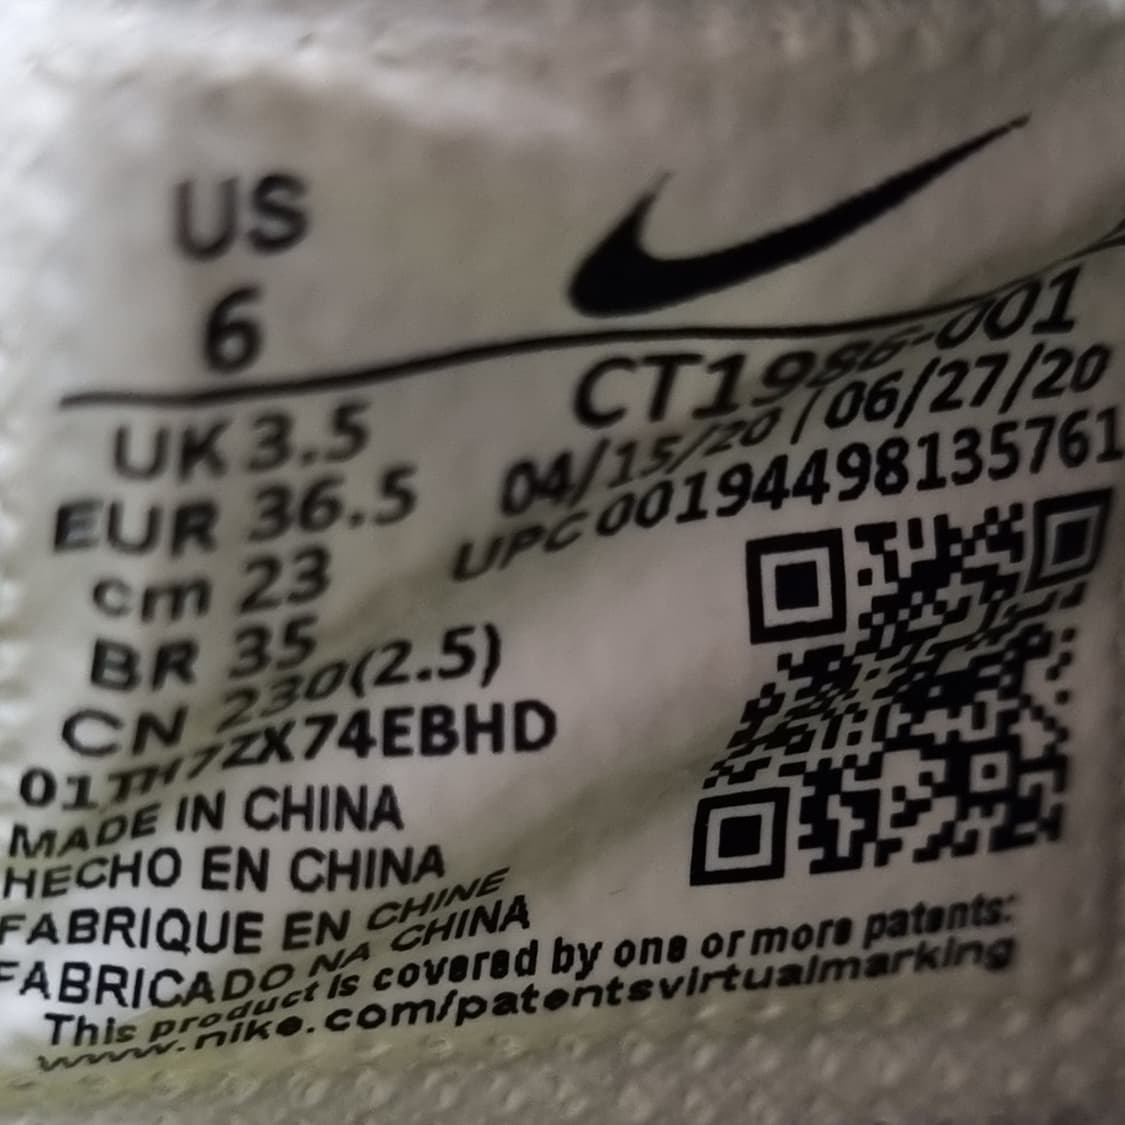 US
6
UK 3.5
EUR 36.5
cm 23
BR 35
CN 230(2.5)
CT1986-001
04/15/20 / 06/27/20
UPC 00194498135761
MADE IN CHINA
HECHO EN CHINA
FABRIQUE EN CHINE
FABRICADO NA CHINA
This product is covered by one or more patents:
www.nike.com/patentsvirtualmarking